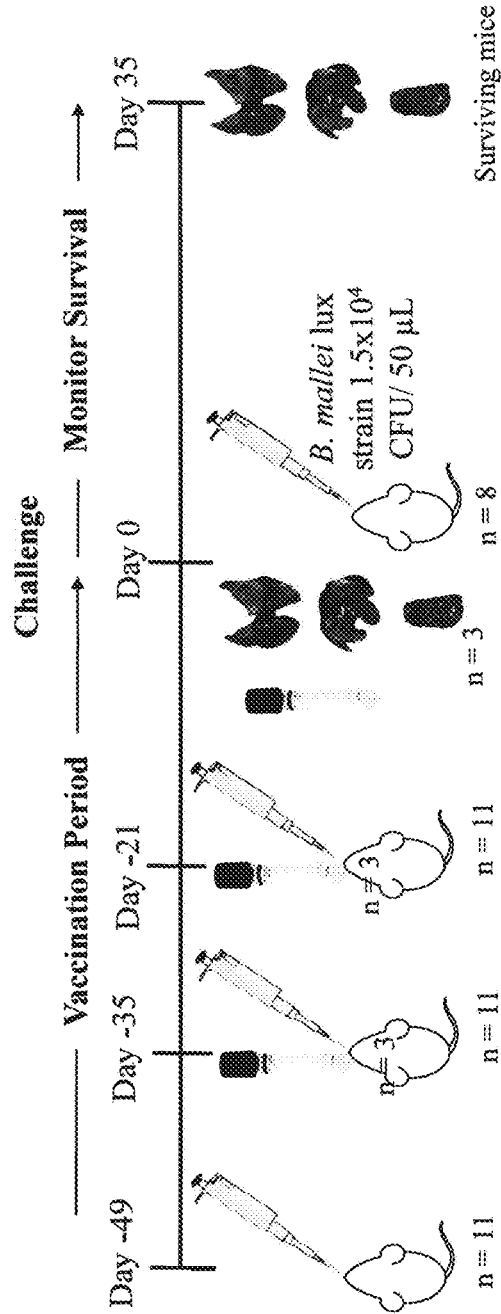 Challenge
Vaccination Period
Monitor Survival
Day -49
Day -35
Day -21
Day 0
Day 35
n = 11
n = 3
n = 11
n = 3
n = 11
n = 3
B. mallei lux
strain 1.5x10⁴
CFU/ 50 µL
n = 8
Surviving mice